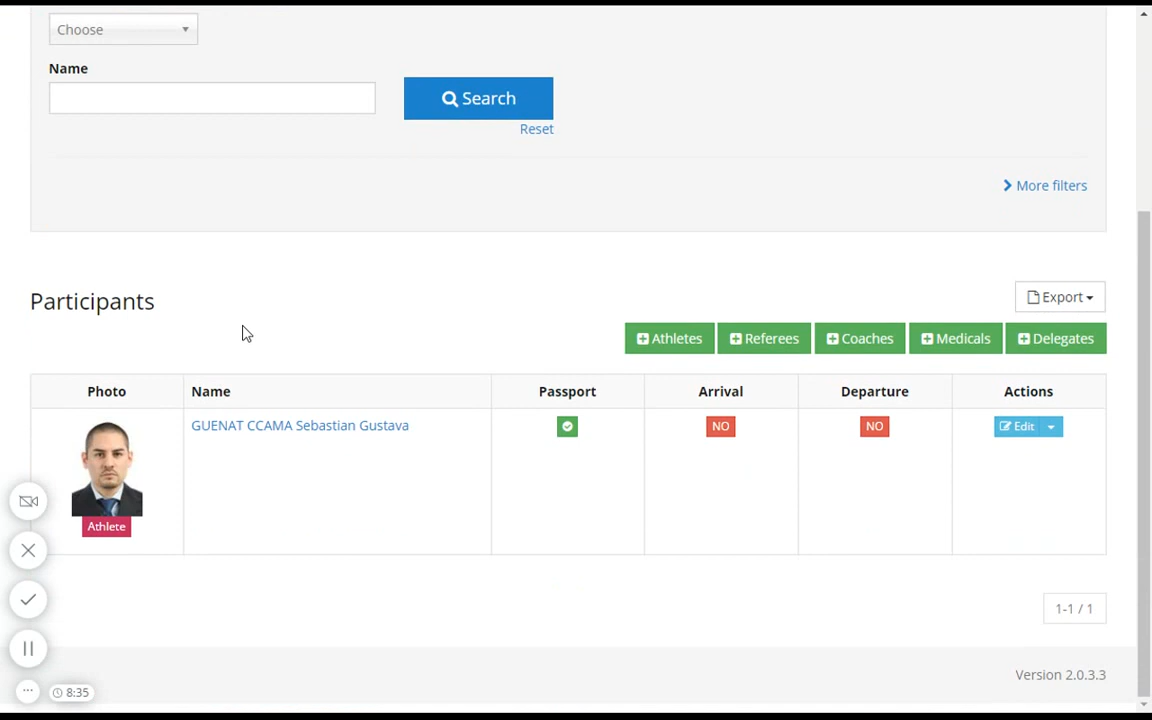 Choose
Name
Search
Reset
More filters
Participants
Export
Athletes Referees Coaches Medicals Delegates
Photo Name Passport Arrival Departure Actions
GUENAT CCAMA Sebastian Gustava NO NO Edit
Athlete
1-1 / 1
Version 2.0.3.3
8:35